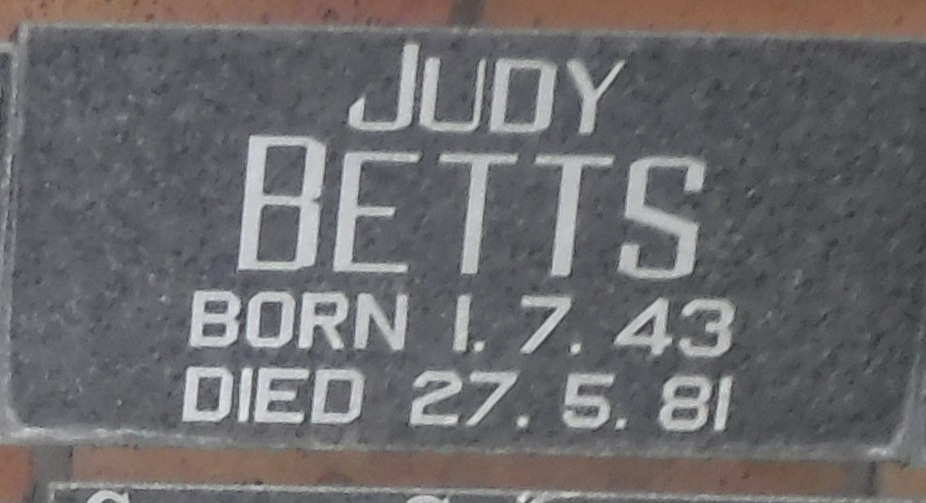 JUDY
BETTS
BORN 1. 7. 43
DIED 27. 5. 81